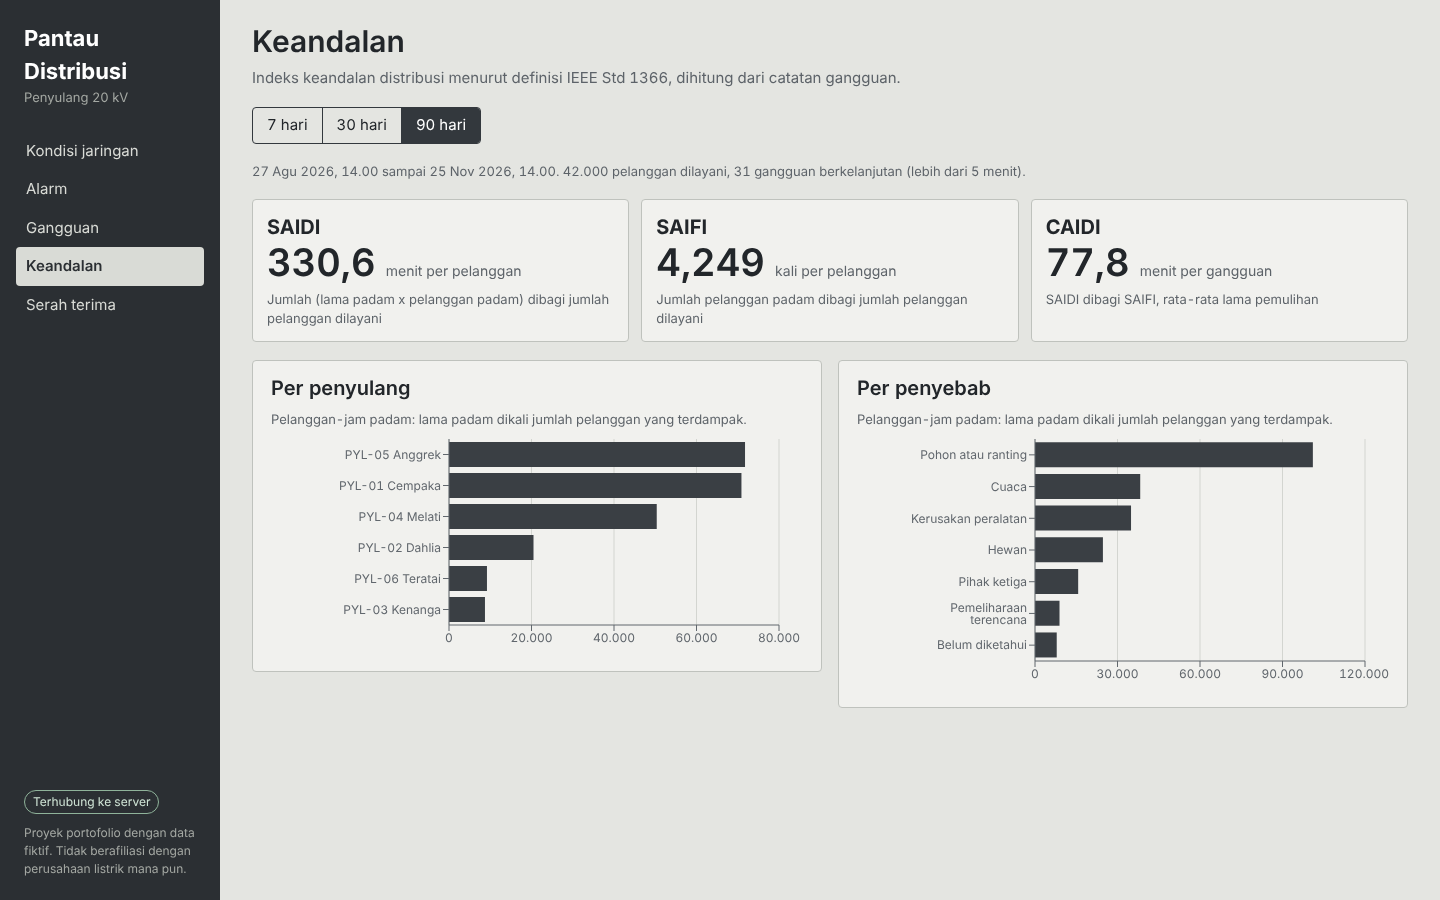 Pantau
Distribusi
Penyulang 20 kV
Kondisi jaringan
Alarm
Gangguan
Keandalan
Serah terima
Terhubung ke server
Proyek portofolio dengan data
fiktif. Tidak berafiliasi dengan
perusahaan listrik mana pun.
Keandalan
Indeks keandalan distribusi menurut definisi IEEE Std 1366, dihitung dari catatan gangguan.
7 hari 30 hari 90 hari
27 Agu 2026, 14.00 sampai 25 Nov 2026, 14.00. 42.000 pelanggan dilayani, 31 gangguan berkelanjutan (lebih dari 5 menit).
SAIDI
330,6 menit per pelanggan
Jumlah (lama padam x pelanggan padam) dibagi jumlah
pelanggan dilayani
SAIFI
4,249 kali per pelanggan
Jumlah pelanggan padam dibagi jumlah pelanggan
dilayani
CAIDI
77,8 menit per gangguan
SAIDI dibagi SAIFI, rata-rata lama pemulihan
Per penyulang
Pelanggan-jam padam: lama padam dikali jumlah pelanggan yang terdampak.
PYL-05 Anggrek
PYL-01 Cempaka
PYL-04 Melati
PYL-02 Dahlia
PYL-06 Teratai
PYL-03 Kenanga
0 20.000 40.000 60.000 80.000
Per penyebab
Pelanggan-jam padam: lama padam dikali jumlah pelanggan yang terdampak.
Pohon atau ranting
Cuaca
Kerusakan peralatan
Hewan
Pihak ketiga
Pemeliharaan
terencana
Belum diketahui
0 30.000 60.000 90.000 120.000